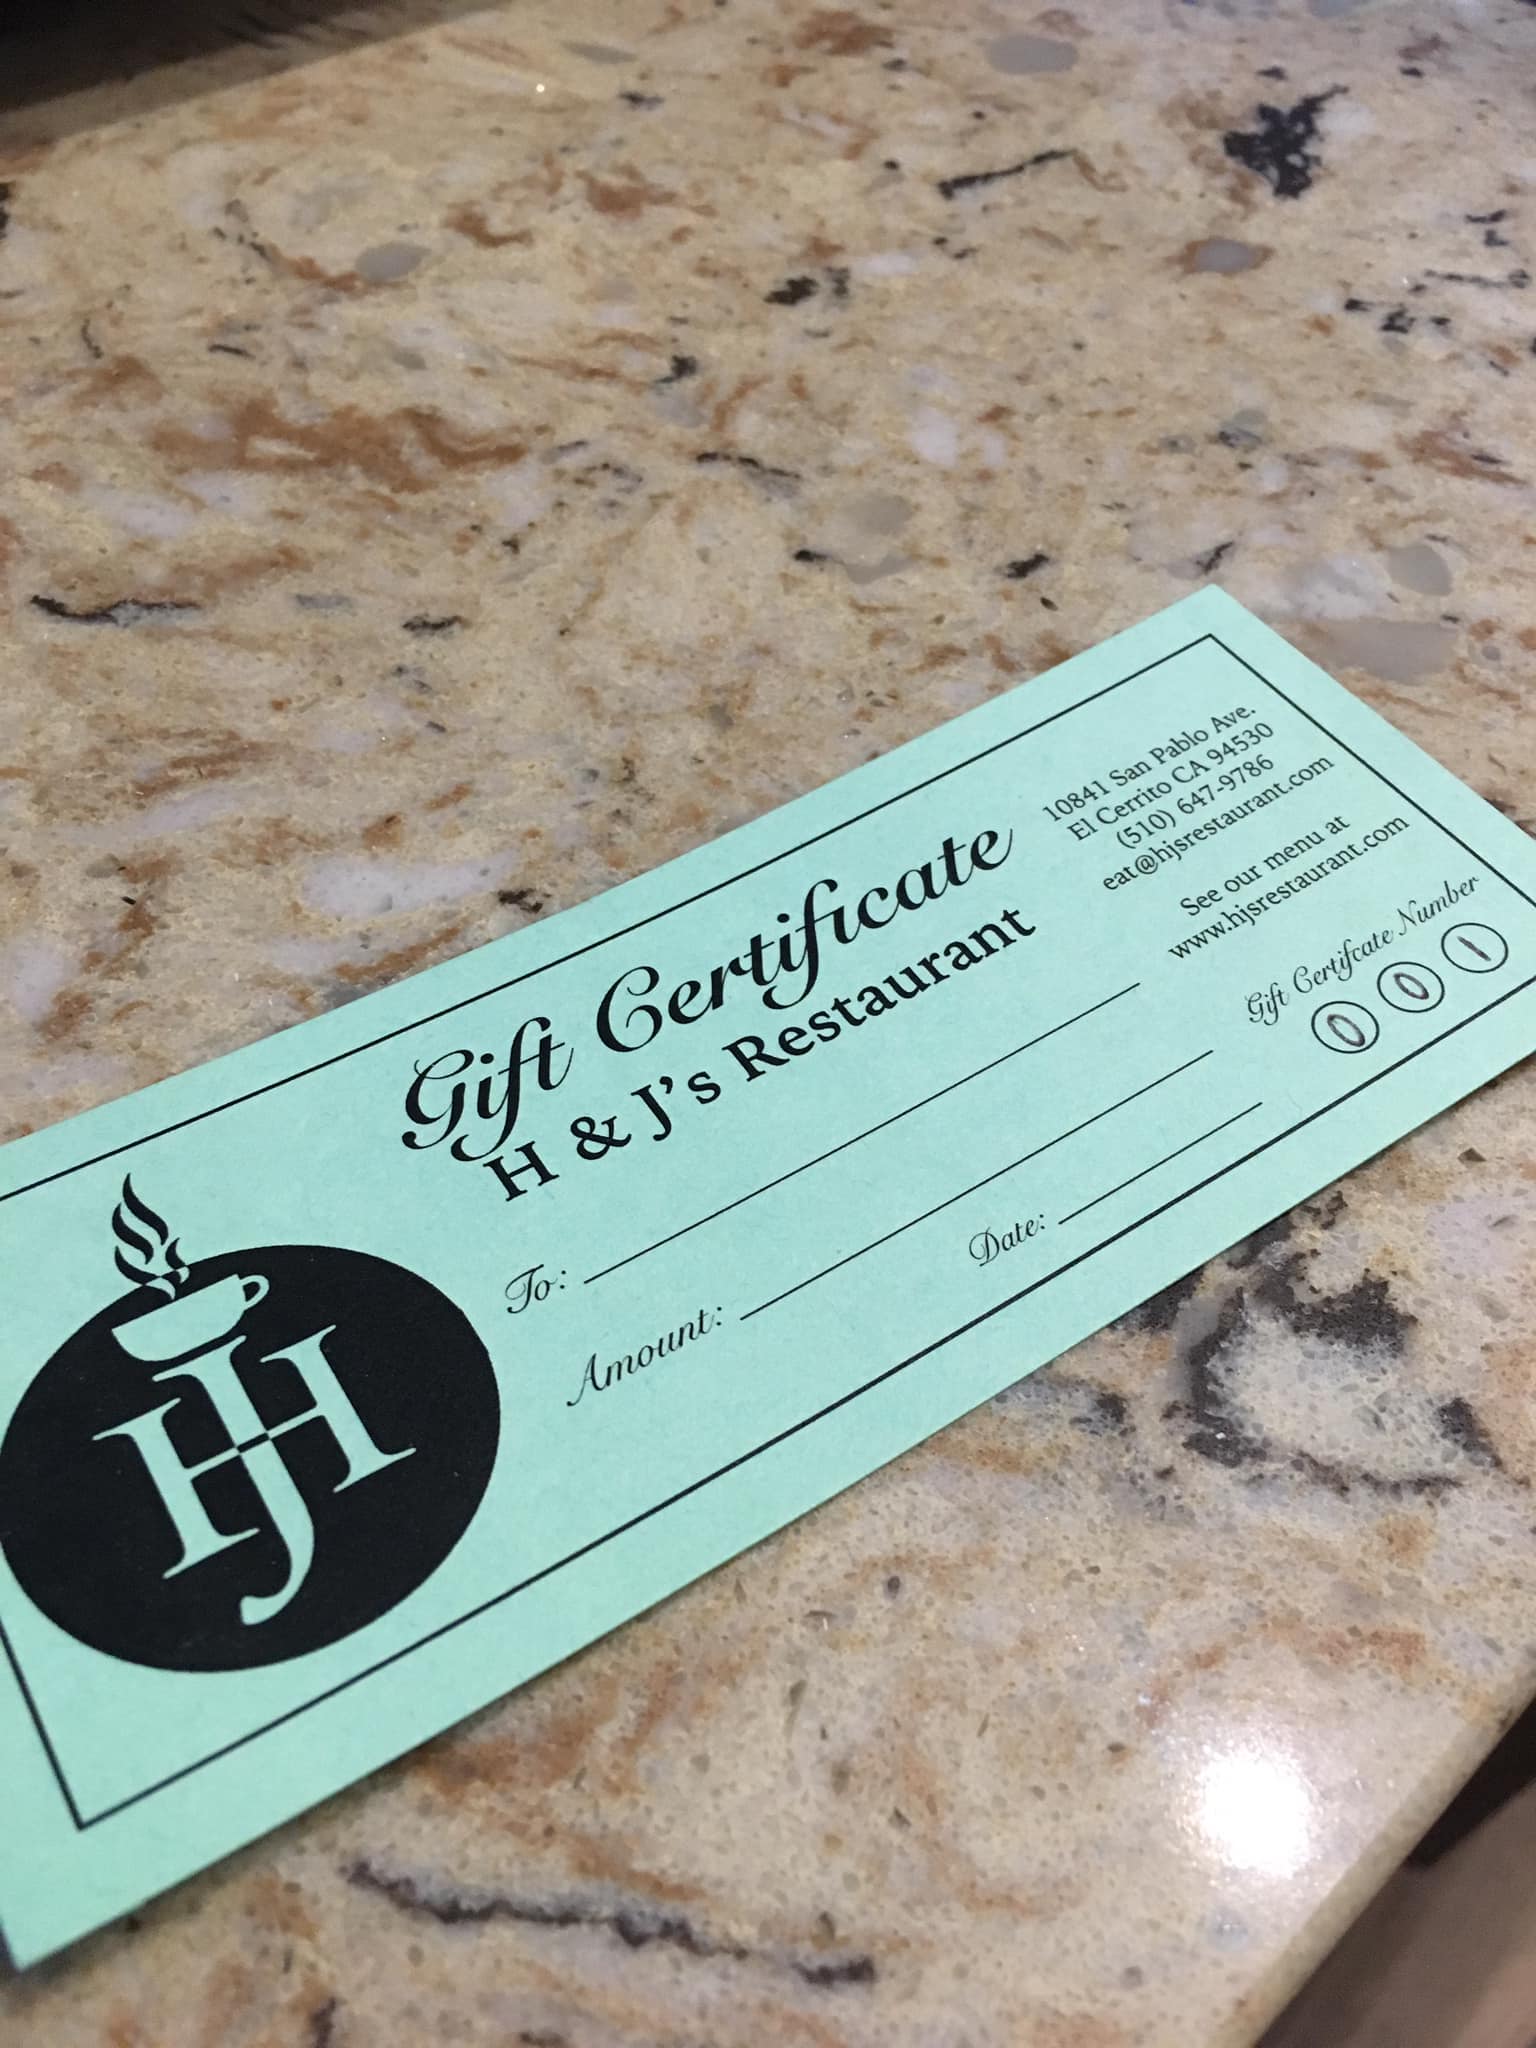 Gift Certificate
H & J's Restaurant
To:
Amount:
Date:
10841 San Pablo Ave.
El Cerrito CA 94530
(510) 647-9786
eat@hjsrestaurant.com
See our menu at
www.hjsrestaurant.com
Gift Certifcate Number
0 0 1
HJ